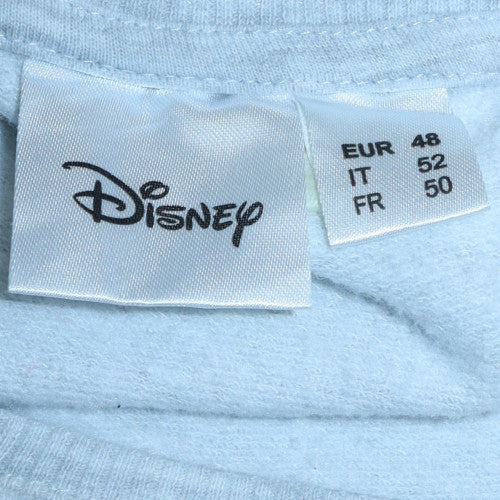 Disney
EUR 48
IT 52
FR 50